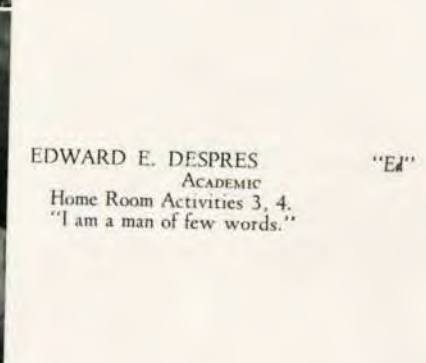 EDWARD E. DESPRES "Ed"
ACADEMIC
Home Room Activities 3, 4.
"I am a man of few words."